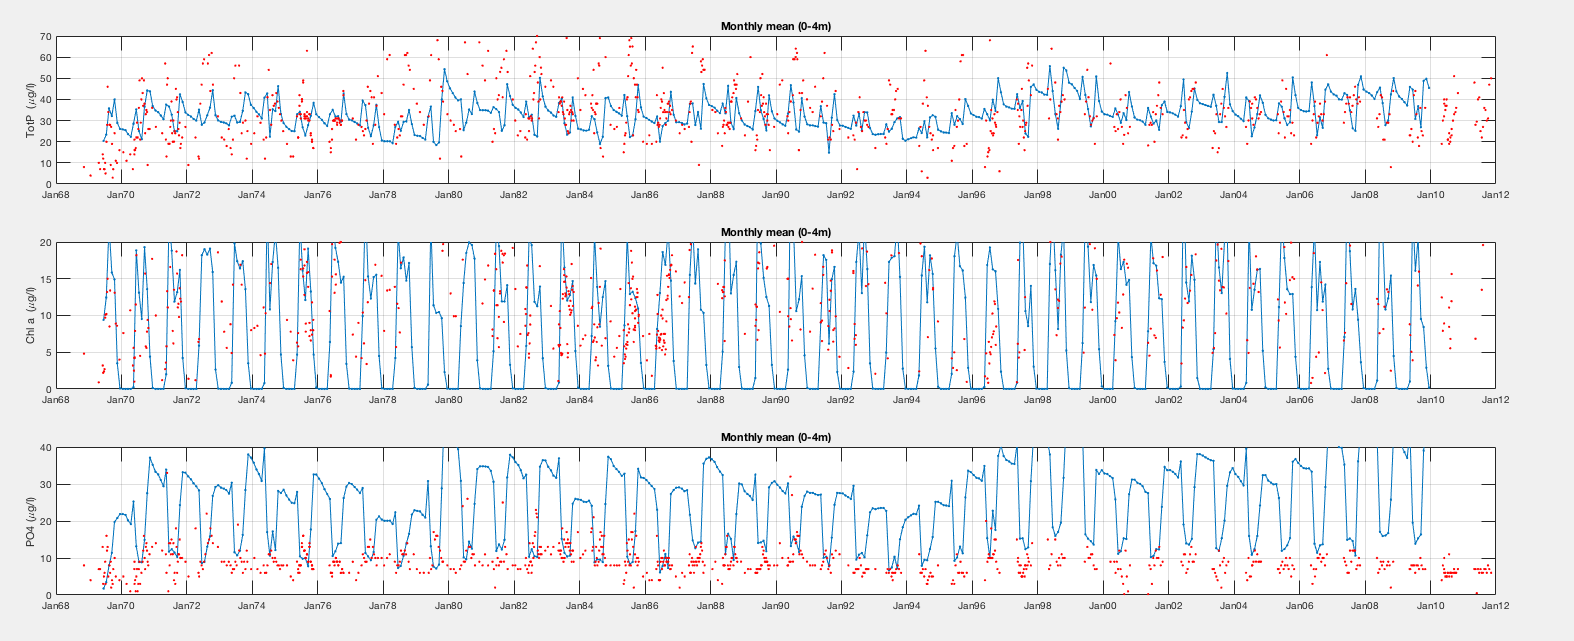 Monthly mean (0-4m)
TotP (μg/l)
70
60
50
40
30
20
10
0
Jan68 Jan70 Jan72 Jan74 Jan76 Jan78 Jan80 Jan82 Jan84 Jan86 Jan88 Jan90 Jan92 Jan94 Jan96 Jan98 Jan00 Jan02 Jan04 Jan06 Jan08 Jan10 Jan12
Monthly mean (0-4m)
Chl a (μg/l)
20
15
10
5
0
Jan68 Jan70 Jan72 Jan74 Jan76 Jan78 Jan80 Jan82 Jan84 Jan86 Jan88 Jan90 Jan92 Jan94 Jan96 Jan98 Jan00 Jan02 Jan04 Jan06 Jan08 Jan10 Jan12
Monthly mean (0-4m)
PO4 (μg/l)
40
30
20
10
0
Jan68 Jan70 Jan72 Jan74 Jan76 Jan78 Jan80 Jan82 Jan84 Jan86 Jan88 Jan90 Jan92 Jan94 Jan96 Jan98 Jan00 Jan02 Jan04 Jan06 Jan08 Jan10 Jan12